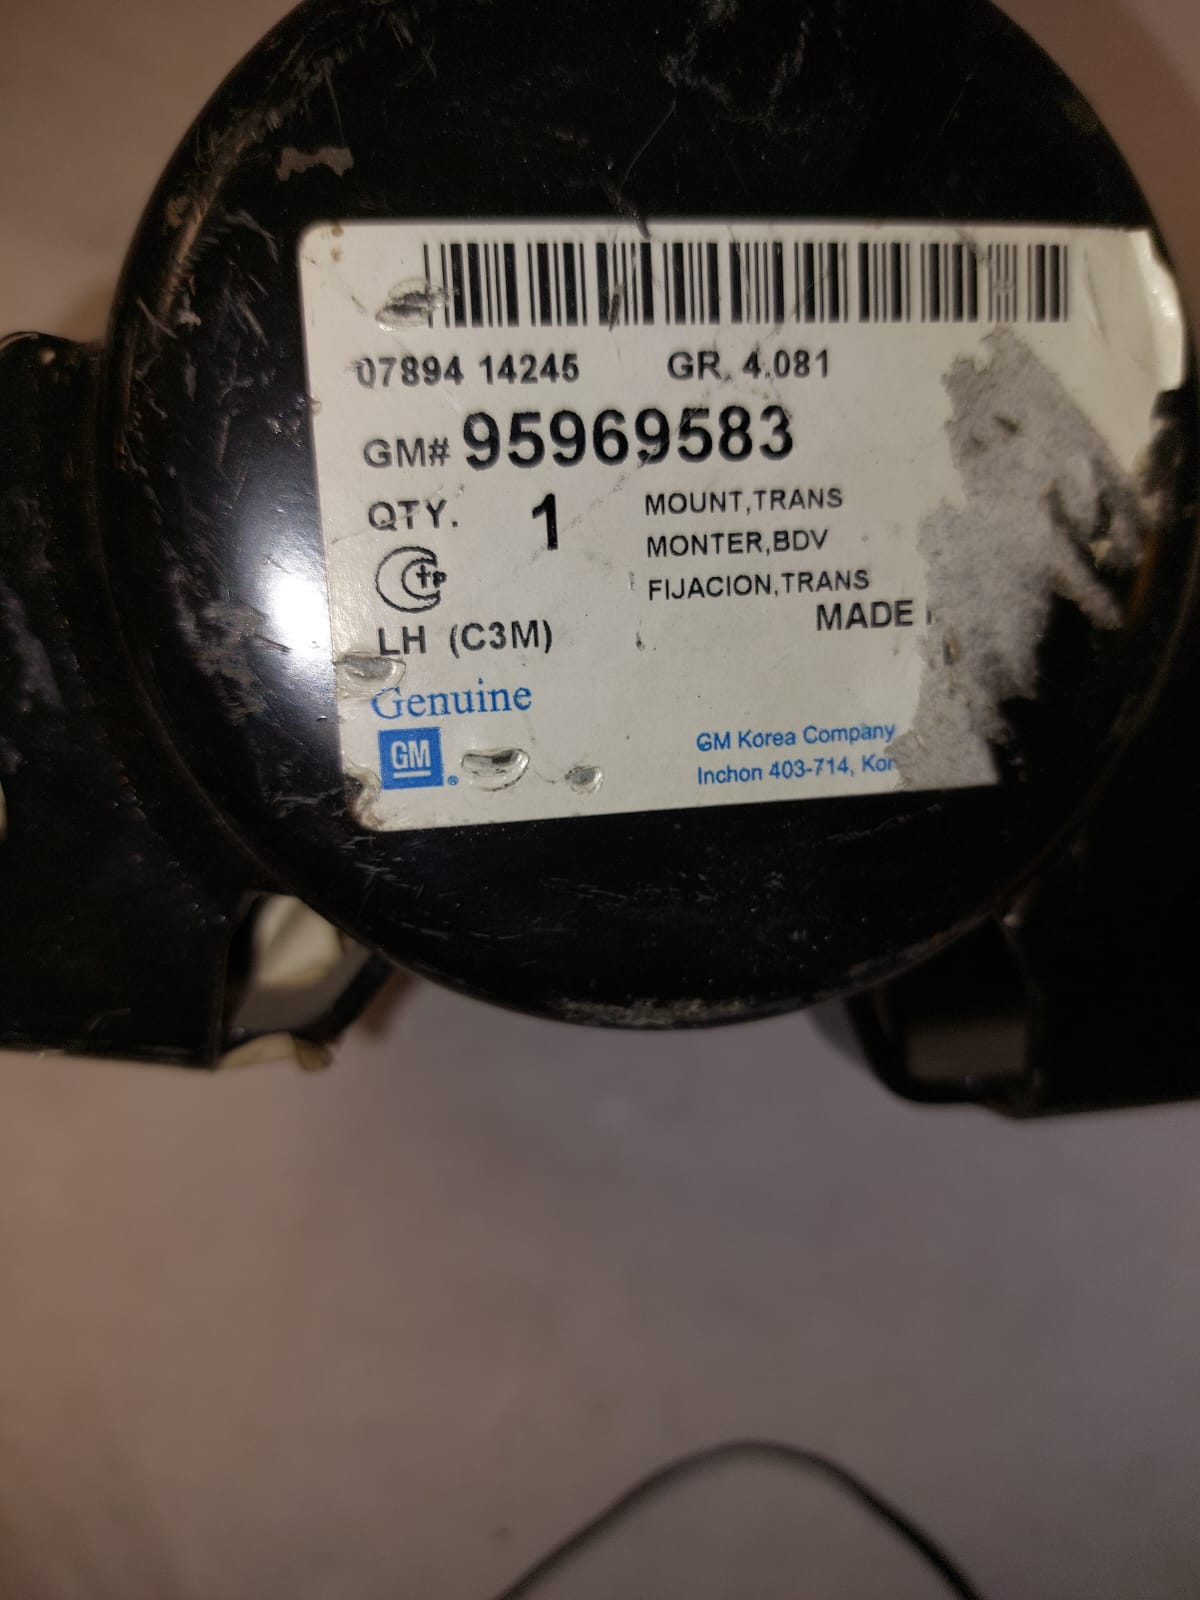 07894 14245 GR. 4.081
GM# 95969583
QTY. 1
MOUNT,TRANS
MONTER,BDV
FIJACION,TRANS
MADE
LH (C3M)
Genuine
GM ®
GM Korea Company
Inchon 403-714, Kor